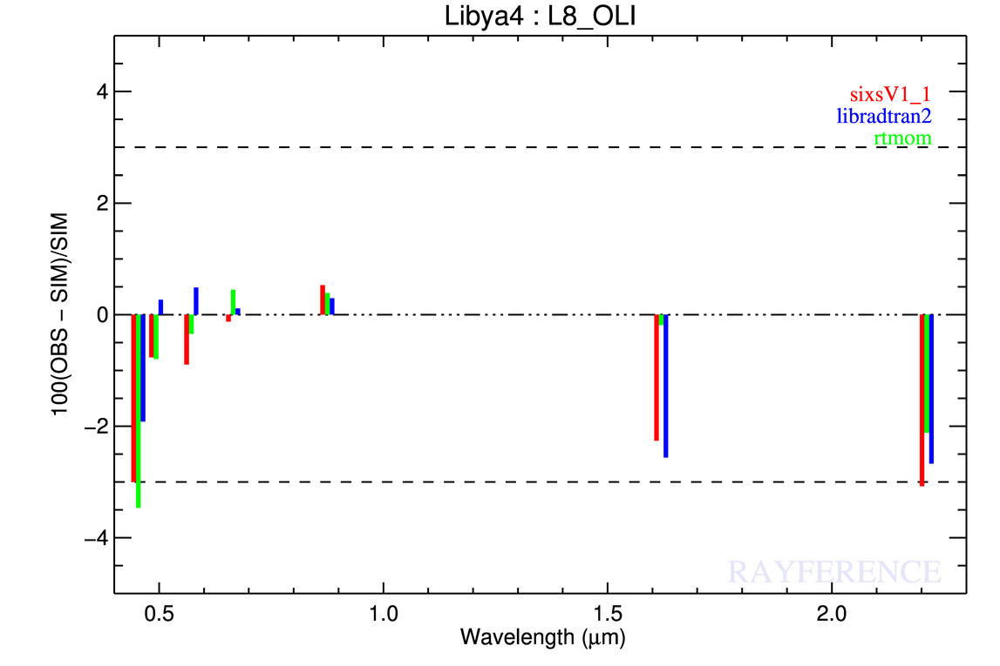 Libya4 : L8_OLI
sixsV1_1
libradtran2
rtmom
4
2
0
−2
−4
100(OBS − SIM)/SIM
RAYFERENCE
0.5 1.0 1.5 2.0
Wavelength (μm)